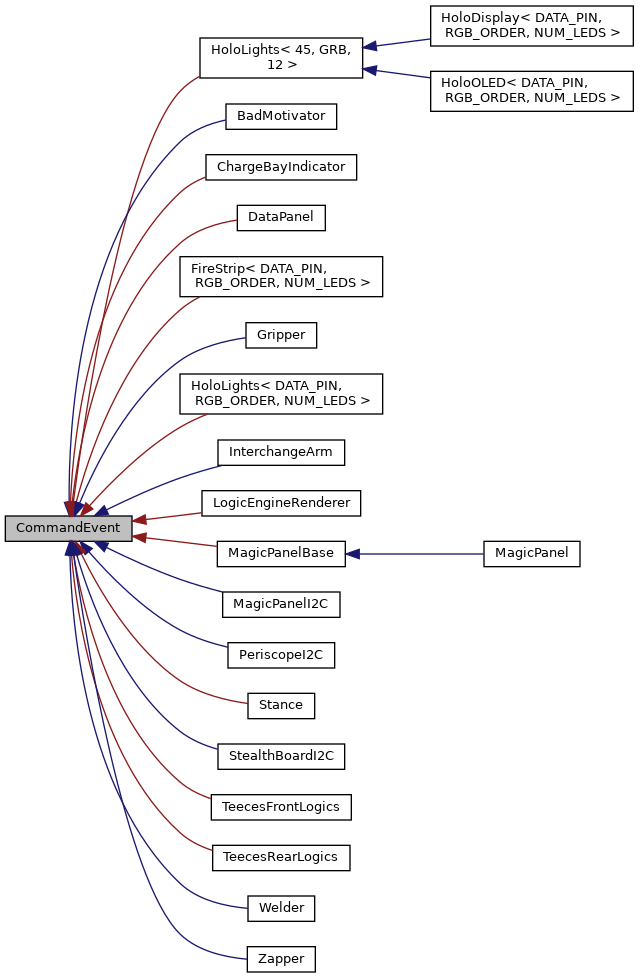 HoloDisplay< DATA_PIN,
RGB_ORDER, NUM_LEDS >
HoloLights< 45, GRB,
12 >
HoloOLED< DATA_PIN,
RGB_ORDER, NUM_LEDS >
BadMotivator
ChargeBayIndicator
DataPanel
FireStrip< DATA_PIN,
RGB_ORDER, NUM_LEDS >
Gripper
HoloLights< DATA_PIN,
RGB_ORDER, NUM_LEDS >
InterchangeArm
LogicEngineRenderer
CommandEvent
MagicPanelBase
MagicPanel
MagicPanelI2C
PeriscopeI2C
Stance
StealthBoardI2C
TeecesFrontLogics
TeecesRearLogics
Welder
Zapper